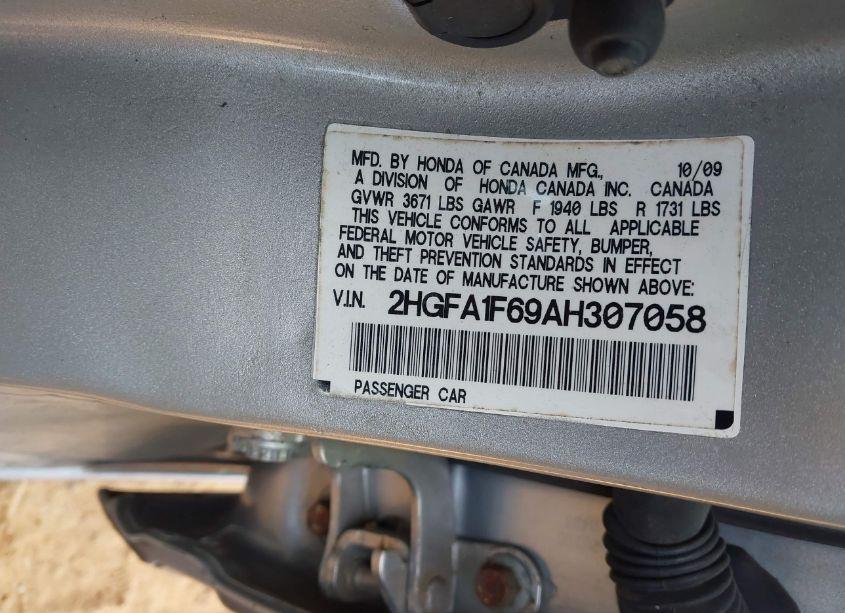 MFD. BY HONDA OF CANADA MFG., 10/09
A DIVISION OF HONDA CANADA INC. CANADA
GVWR 3671 LBS GAWR F 1940 LBS R 1731 LBS
THIS VEHICLE CONFORMS TO ALL APPLICABLE
FEDERAL MOTOR VEHICLE SAFETY, BUMPER,
AND THEFT PREVENTION STANDARDS IN EFFECT
ON THE DATE OF MANUFACTURE SHOWN ABOVE:
V.I.N. 2HGFA1F69AH307058
PASSENGER CAR